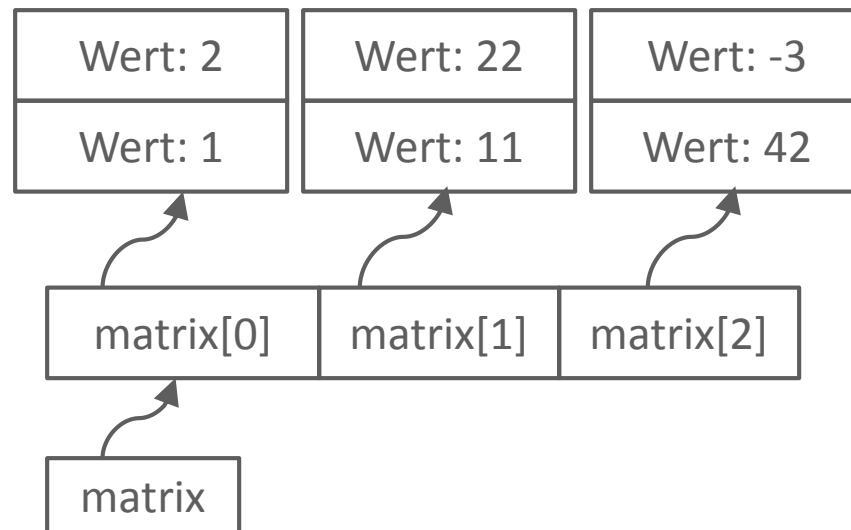 Wert: 2
Wert: 22
Wert: -3
Wert: 1
Wert: 11
Wert: 42
matrix[0]
matrix[1]
matrix[2]
matrix